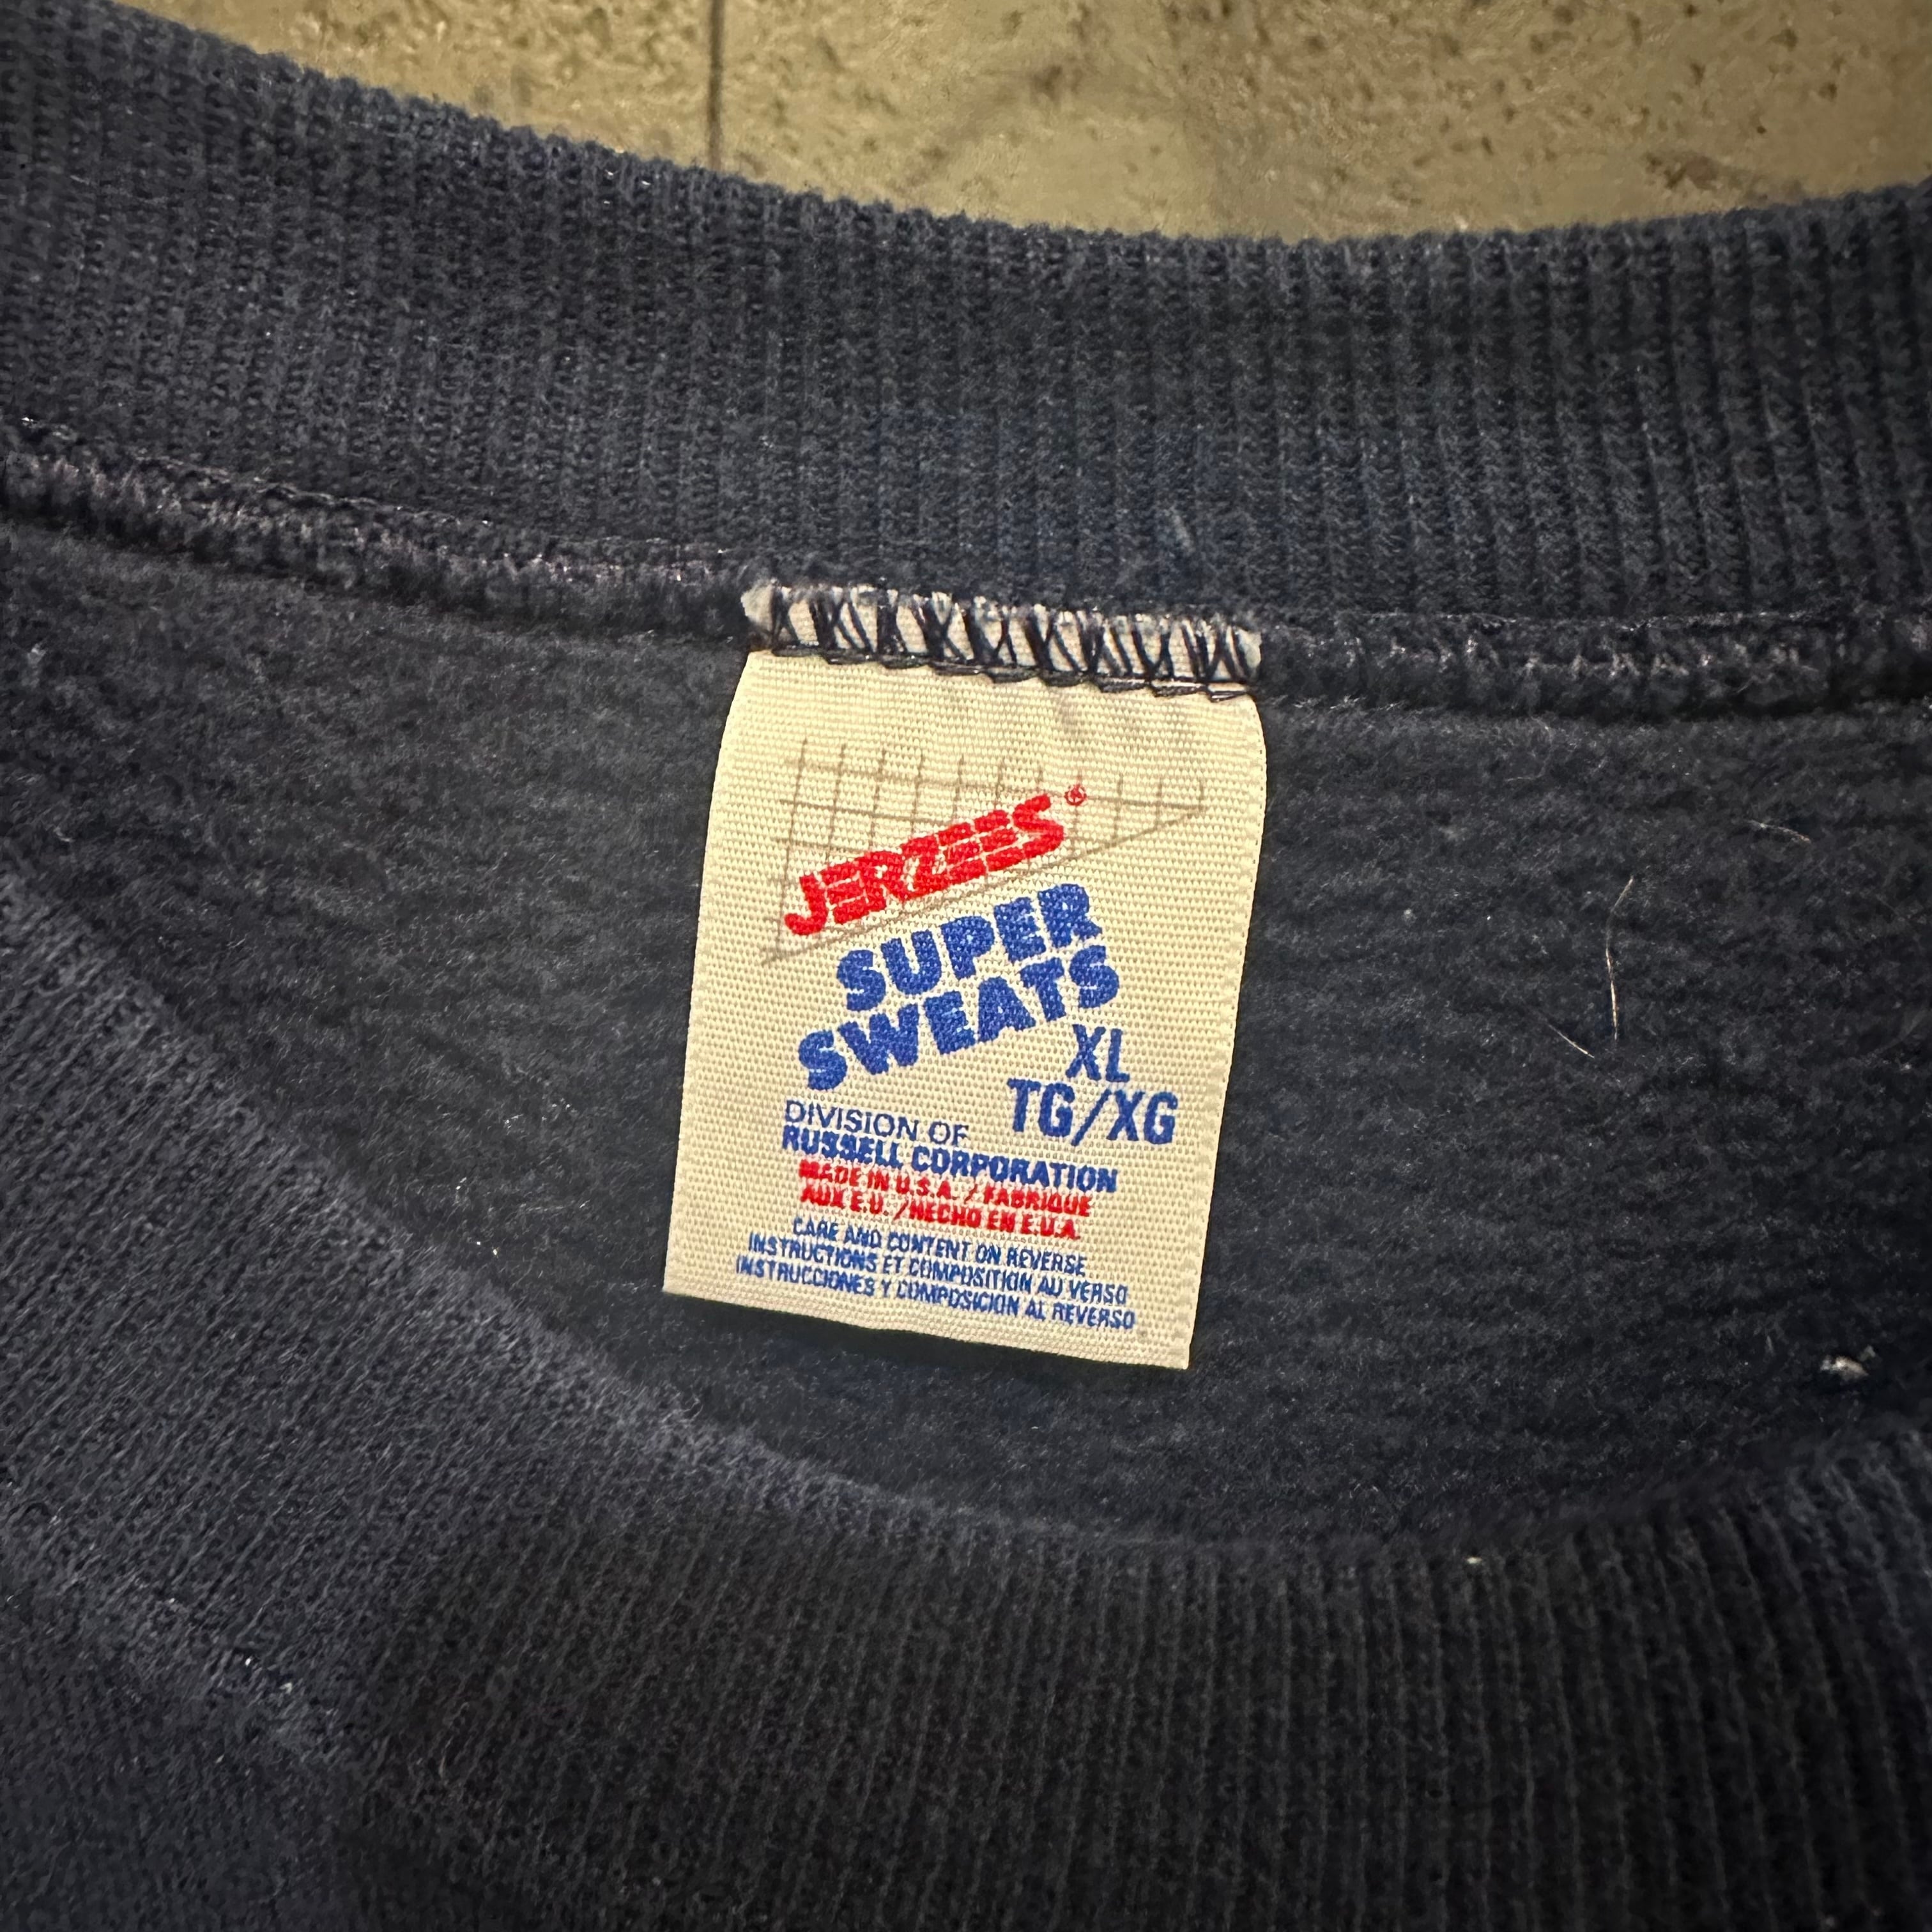 JERZEES®
SUPER
SWEATS
XL
TG/XG
DIVISION OF
RUSSELL CORPORATION
MADE IN U.S.A. / FABRIQUE
AUX E.U. /HECHO EN E.U.A.
CARE AND CONTENT ON REVERSE
INSTRUCTIONS ET COMPOSITION AU VERSO
INSTRUCCIONES Y COMPOSICION AL REVERSO